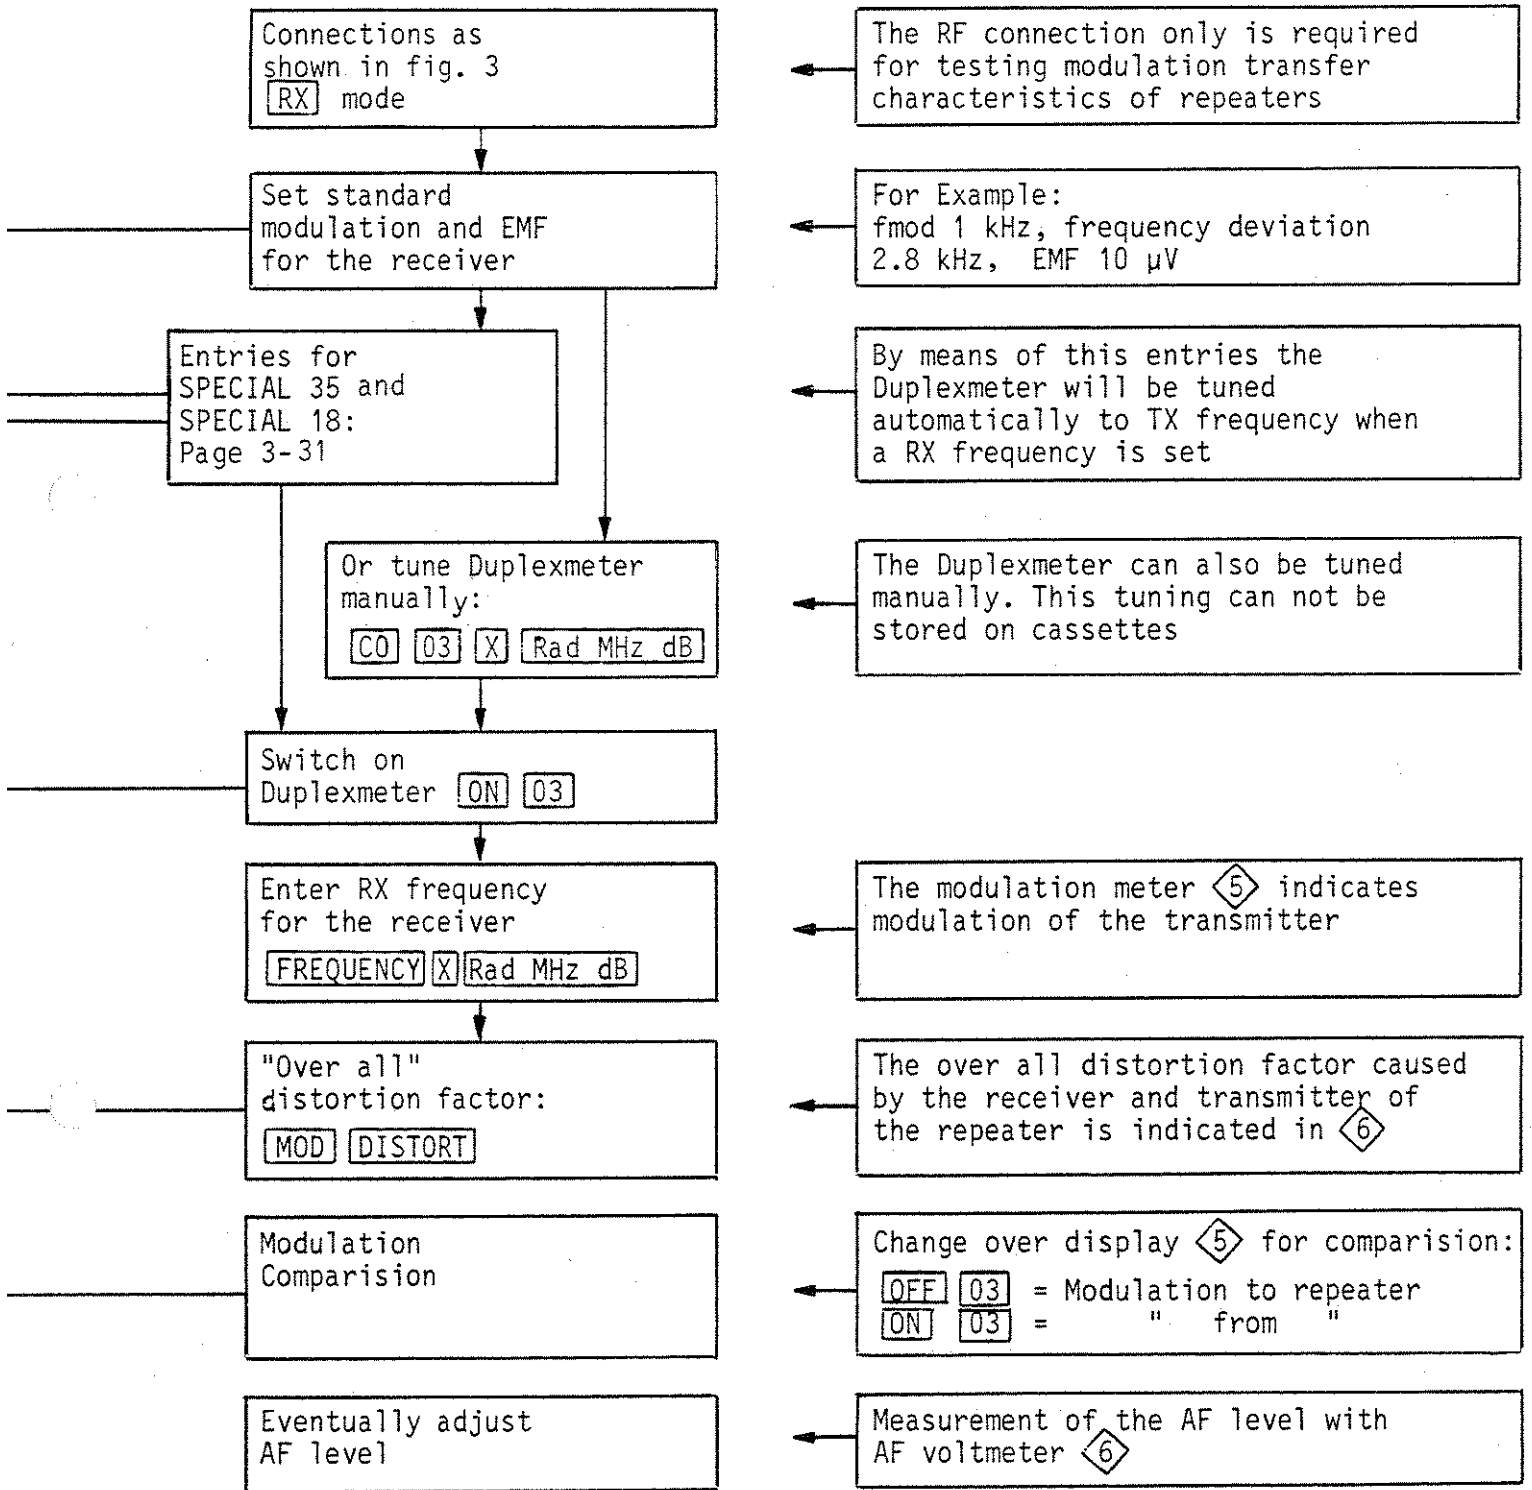 Connections as
shown in fig. 3
RX mode
The RF connection only is required
for testing modulation transfer
characteristics of repeaters
Set standard
modulation and EMF
for the receiver
For Example:
fmod 1 kHz, frequency deviation
2.8 kHz, EMF 10 µV
Entries for
SPECIAL 35 and
SPECIAL 18:
Page 3-31
By means of this entries the
Duplexmeter will be tuned
automatically to TX frequency when
a RX frequency is set
Or tune Duplexmeter
manually:
CO 03 X Rad MHz dB
The Duplexmeter can also be tuned
manually. This tuning can not be
stored on cassettes
Switch on
Duplexmeter ON 03
Enter RX frequency
for the receiver
FREQUENCY X Rad MHz dB
The modulation meter 5 indicates
modulation of the transmitter
"Over all"
distortion factor:
MOD DISTORT
The over all distortion factor caused
by the receiver and transmitter of
the repeater is indicated in 6
Modulation
Comparision
Change over display 5 for comparision:
OFF 03 = Modulation to repeater
ON 03 = " from "
Eventually adjust
AF level
Measurement of the AF level with
AF voltmeter 6